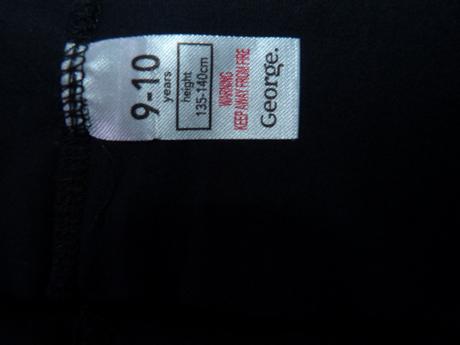 9-10
years
height
135-140cm
WARNING
KEEP AWAY FROM FIRE
George.